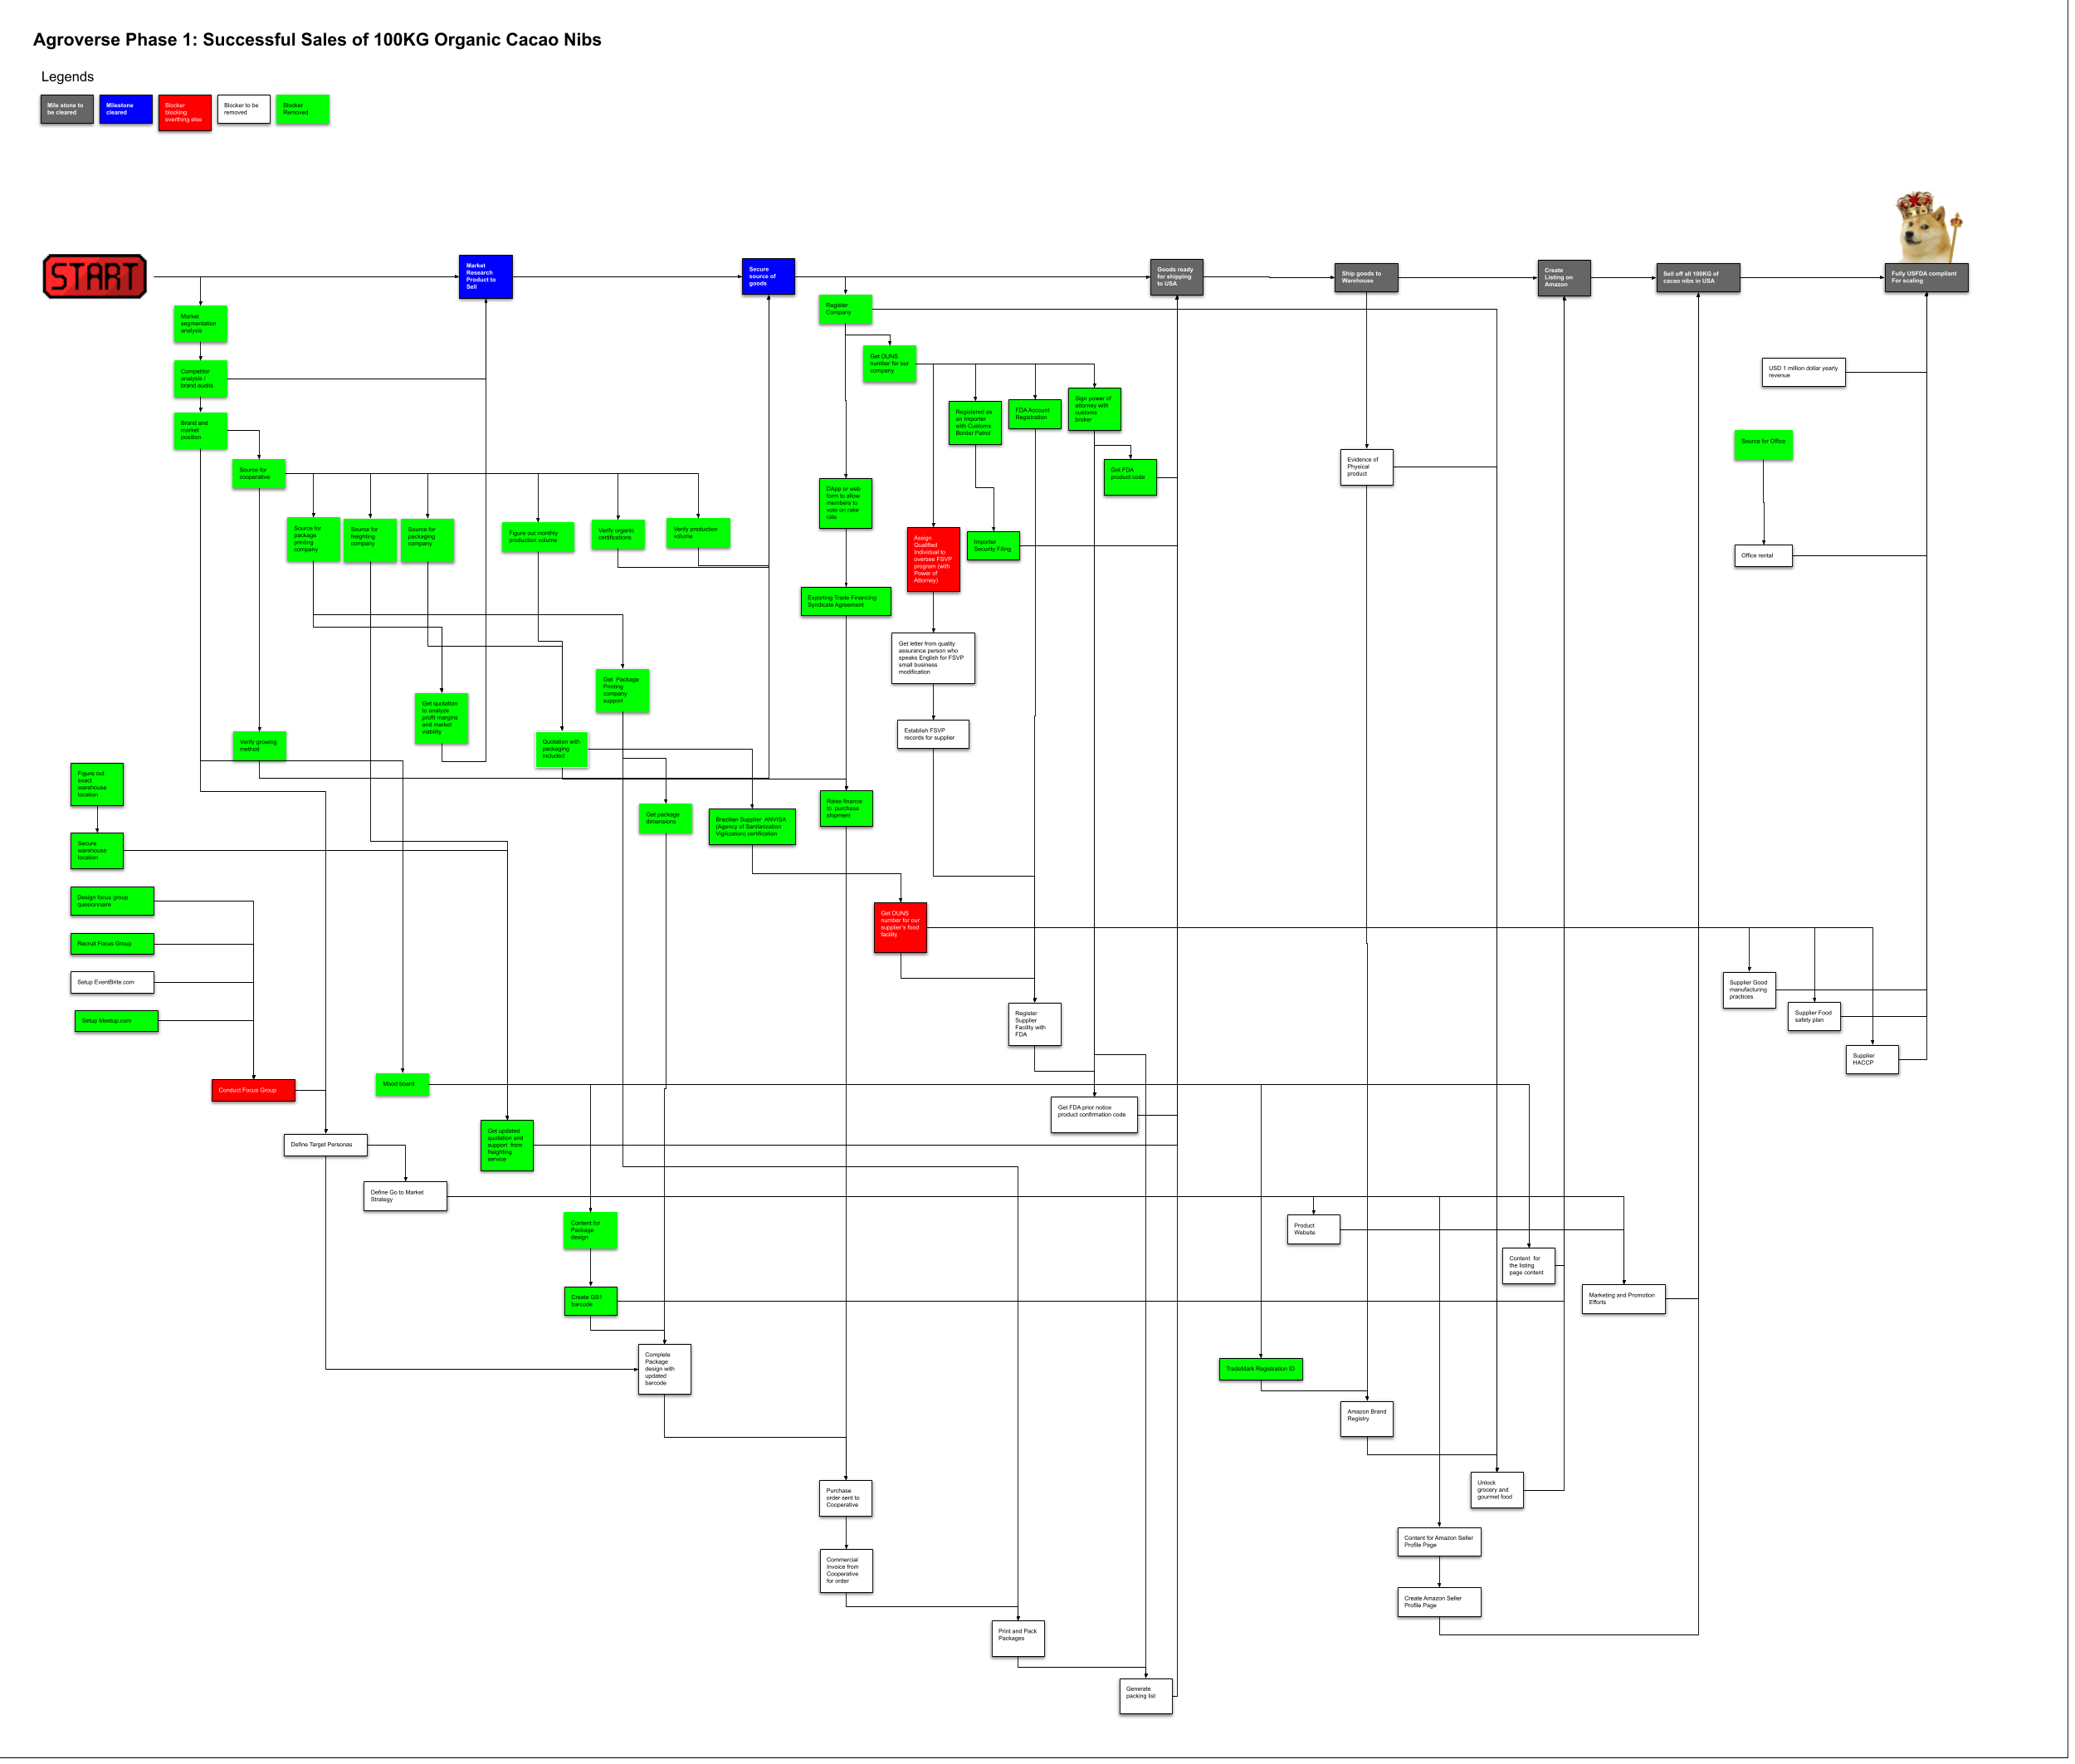 Agroverse Phase 1: Successful Sales of 100KG Organic Cacao Nibs
Legends
Mile stone to
be cleared
Milestone
cleared
Blocker
blocking
everthing else
Blocker to be
removed
Blocker
Removed
START
Market
Research
Product to
Sell
Secure
source of
goods
Goods ready
for shipping
to USA
Ship goods to
Warehouse
Create
Listing on
Amazon
Sell off all 100KG of
cacao nibs in USA
Fully USFDA compliant
For scaling
Market
segmentation
analysis
Register
Company
Competitor
analysis /
brand audits
Get DUNS
number for our
company
USD 1 million dollar yearly
revenue
Brand and
market
position
Registered as
an importer
with Customs
Border Patrol
FDA Account
Registration
Sign power of
attorney with
customs
broker
Source for Office
Source for
cooperative
Get FDA
product code
Evidence of
Physical
product
DApp or web
form to allow
members to
vote on rake
rate
Source for
package
printing
company
Source for
freighting
company
Source for
packaging
company
Figure out monthly
production volume
Verify organic
certifications
Verify production
volume
Assign
Qualified
Individual to
oversee FSVP
program (with
Power of
Attorney)
Importer
Security Filing
Office rental
Exporting Trade Financing
Syndicate Agreement
Get letter from quality
assurance person who
speaks English for FSVP
small business
modification
Get  Package
Printing
company
support
Get quotation
to analyze
profit margins
and market
viability
Establish FSVP
records for supplier
Verify growing
method
Quotation with
packaging
included
Figure out
exact
warehouse
location
Raise finance
to  purchase
shipment
Get package
dimensions
Brazilian Supplier  ANVISA
(Agency of Sanitarization
Vigilization) certification
Secure
warehouse
location
Design focus group
quesionnaire
Get DUNS
number for our
supplier's food
facility
Recruit Focus Group
Setup EventBrite.com
Supplier Good
manufacturing
practices
Setup Meetup.com
Register
Supplier
Facility with
FDA
Supplier Food
safety plan
Supplier
HACCP
Conduct Focus Group
Mood board
Get FDA prior notice
product confirmation code
Define Target Personas
Get updated
quotation and
support  from
freighting
service
Define Go to Market
Strategy
Content for
Package
design
Product
Website
Content  for
the listing
page content
Create GS1
barcode
Marketing and Promotion
Efforts
Complete
Package
design with
updated
barcode
TradeMark Registration ID
Amazon Brand
Registry
Purchase
order sent to
Cooperative
Unlock
grocery and
gourmet food
Commercial
Invoice from
Cooperative
for order
Content for Amazon Seller
Profile Page
Create Amazon Seller
Profile Page
Print and Pack
Packages
Generate
packing list